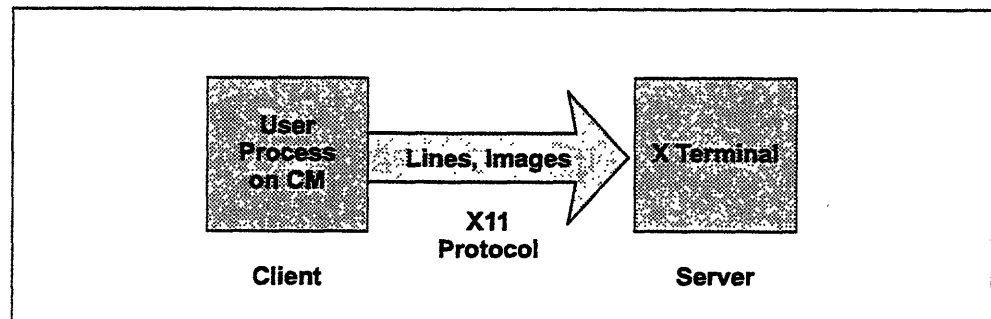 User
Process
on CM
Lines, Images
X Terminal
X11
Protocol
Client
Server